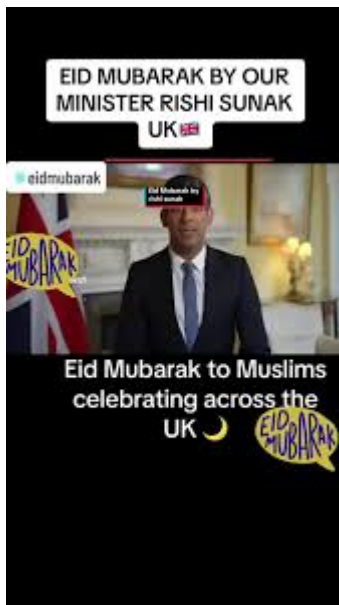 EID MUBARAK BY OUR
MINISTER RISHI SUNAK
UK🇬🇧
eidmubarak
Eid Mubarak by
rishi sunak
EID
MUBARAK
Eid Mubarak to Muslims
celebrating across the
UK🌙
EID
MUBARAK